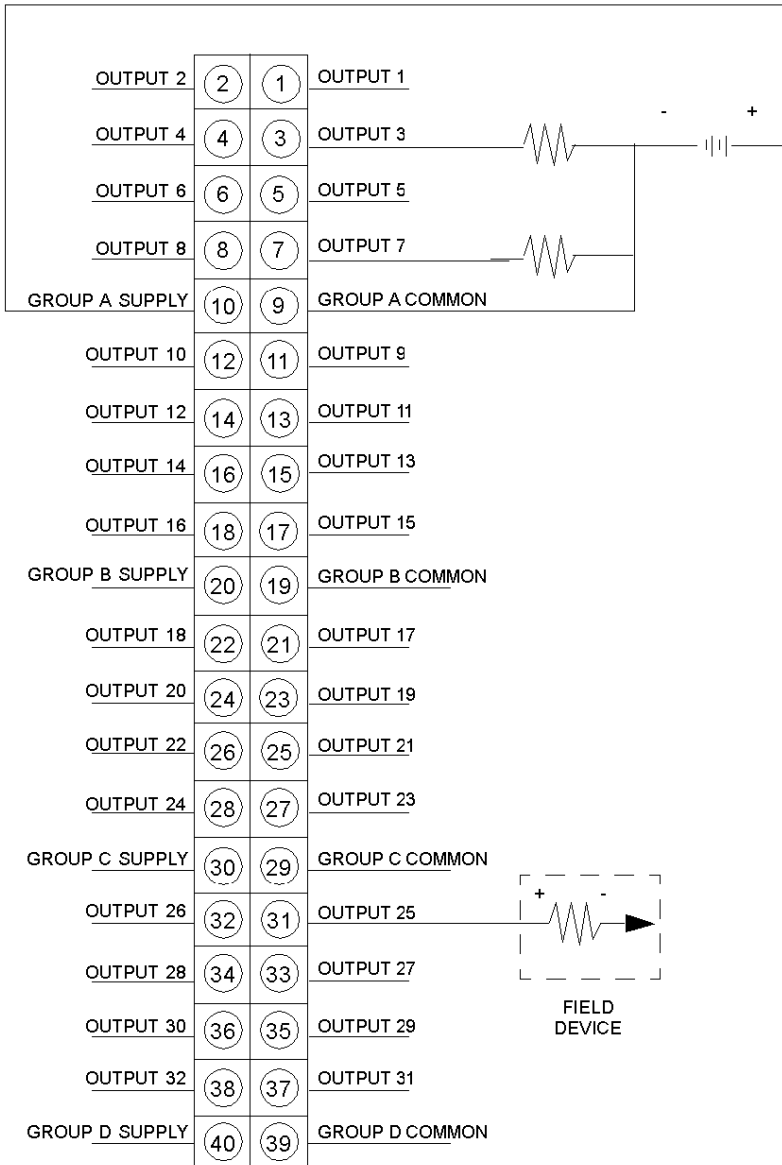 OUTPUT 2 2 1 OUTPUT 1
- +
OUTPUT 4 4 3 OUTPUT 3
OUTPUT 6 6 5 OUTPUT 5
OUTPUT 8 8 7 OUTPUT 7
GROUP A SUPPLY 10 9 GROUP A COMMON
OUTPUT 10 12 11 OUTPUT 9
OUTPUT 12 14 13 OUTPUT 11
OUTPUT 14 16 15 OUTPUT 13
OUTPUT 16 18 17 OUTPUT 15
GROUP B SUPPLY 20 19 GROUP B COMMON
OUTPUT 18 22 21 OUTPUT 17
OUTPUT 20 24 23 OUTPUT 19
OUTPUT 22 26 25 OUTPUT 21
OUTPUT 24 28 27 OUTPUT 23
GROUP C SUPPLY 30 29 GROUP C COMMON
+ -
OUTPUT 26 32 31 OUTPUT 25
OUTPUT 28 34 33 OUTPUT 27
FIELD
DEVICE
OUTPUT 30 36 35 OUTPUT 29
OUTPUT 32 38 37 OUTPUT 31
GROUP D SUPPLY 40 39 GROUP D COMMON